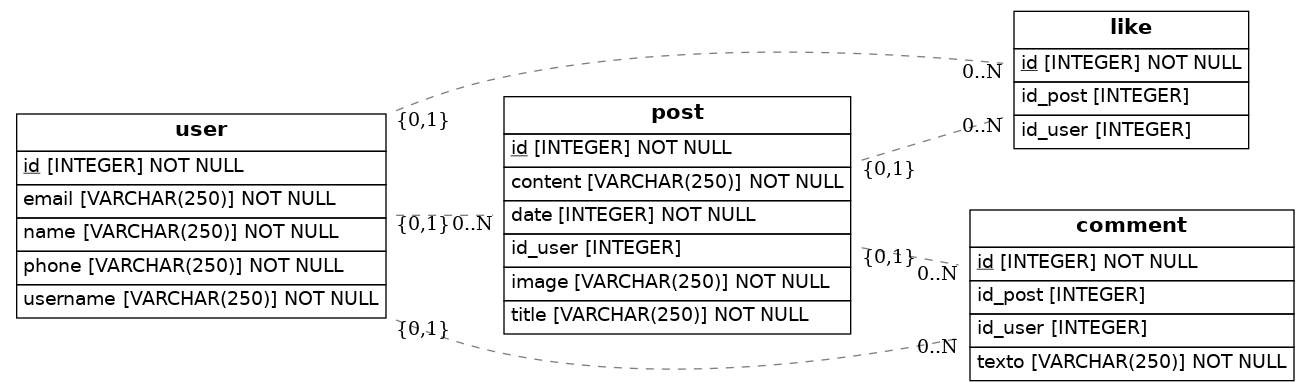 user
id [INTEGER] NOT NULL
email [VARCHAR(250)] NOT NULL
name [VARCHAR(250)] NOT NULL
phone [VARCHAR(250)] NOT NULL
username [VARCHAR(250)] NOT NULL
{0,1}
{0,1}
0..N
{0,1}
post
id [INTEGER] NOT NULL
content [VARCHAR(250)] NOT NULL
date [INTEGER] NOT NULL
id_user [INTEGER]
image [VARCHAR(250)] NOT NULL
title [VARCHAR(250)] NOT NULL
{0,1}
{0,1}
0..N
0..N
0..N
0..N
like
id [INTEGER] NOT NULL
id_post [INTEGER]
id_user [INTEGER]
comment
id [INTEGER] NOT NULL
id_post [INTEGER]
id_user [INTEGER]
texto [VARCHAR(250)] NOT NULL